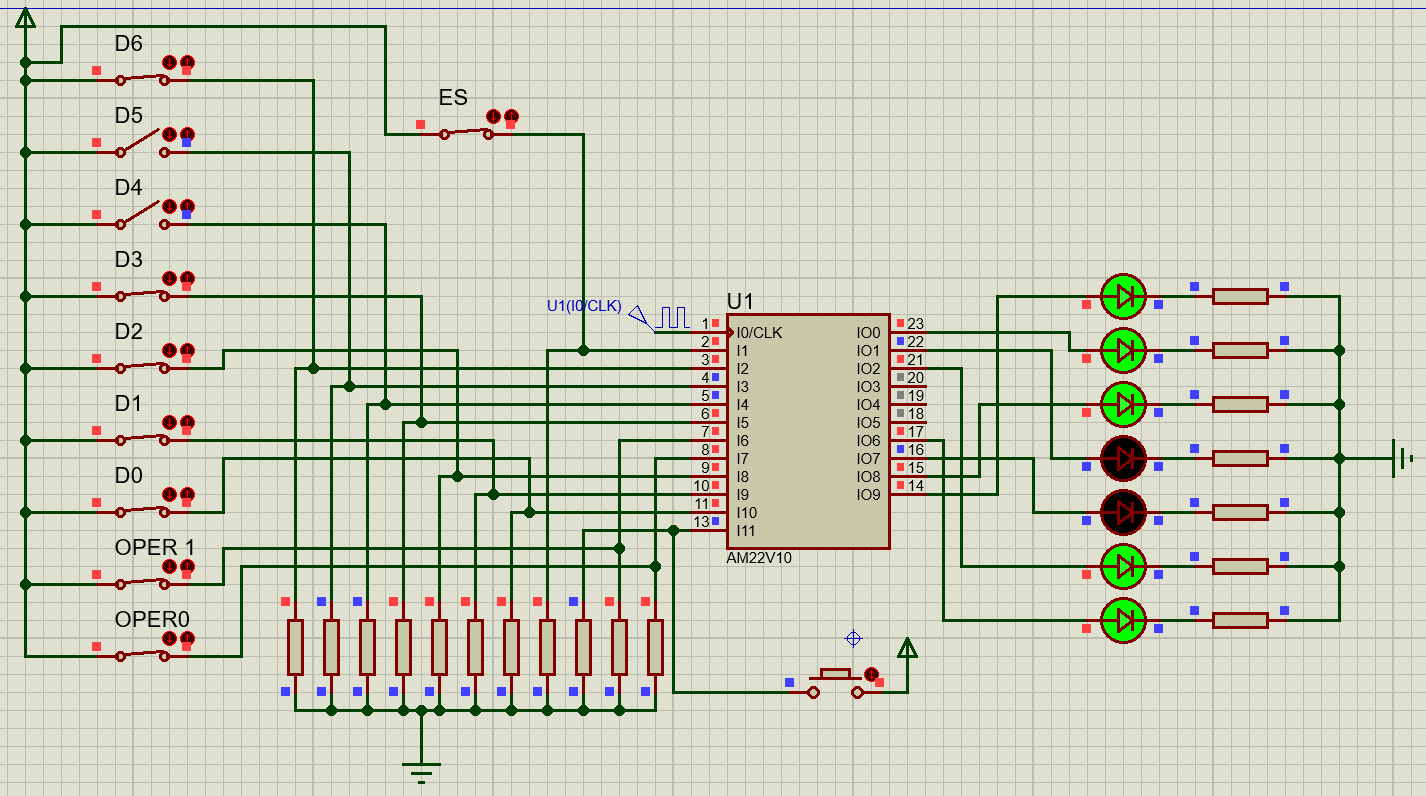 D6
D5
D4
D3
D2
D1
D0
OPER 1
OPER0
ES
U1(I0/CLK)
U1
1 I0/CLK IO0 23
2 I1 IO1 22
3 I2 IO2 21
4 I3 IO3 20
5 I4 IO4 19
6 I5 IO5 18
7 I6 IO6 17
8 I7 IO7 16
9 I8 IO8 15
10 I9 IO9 14
11 I10
13 I11
AM22V10